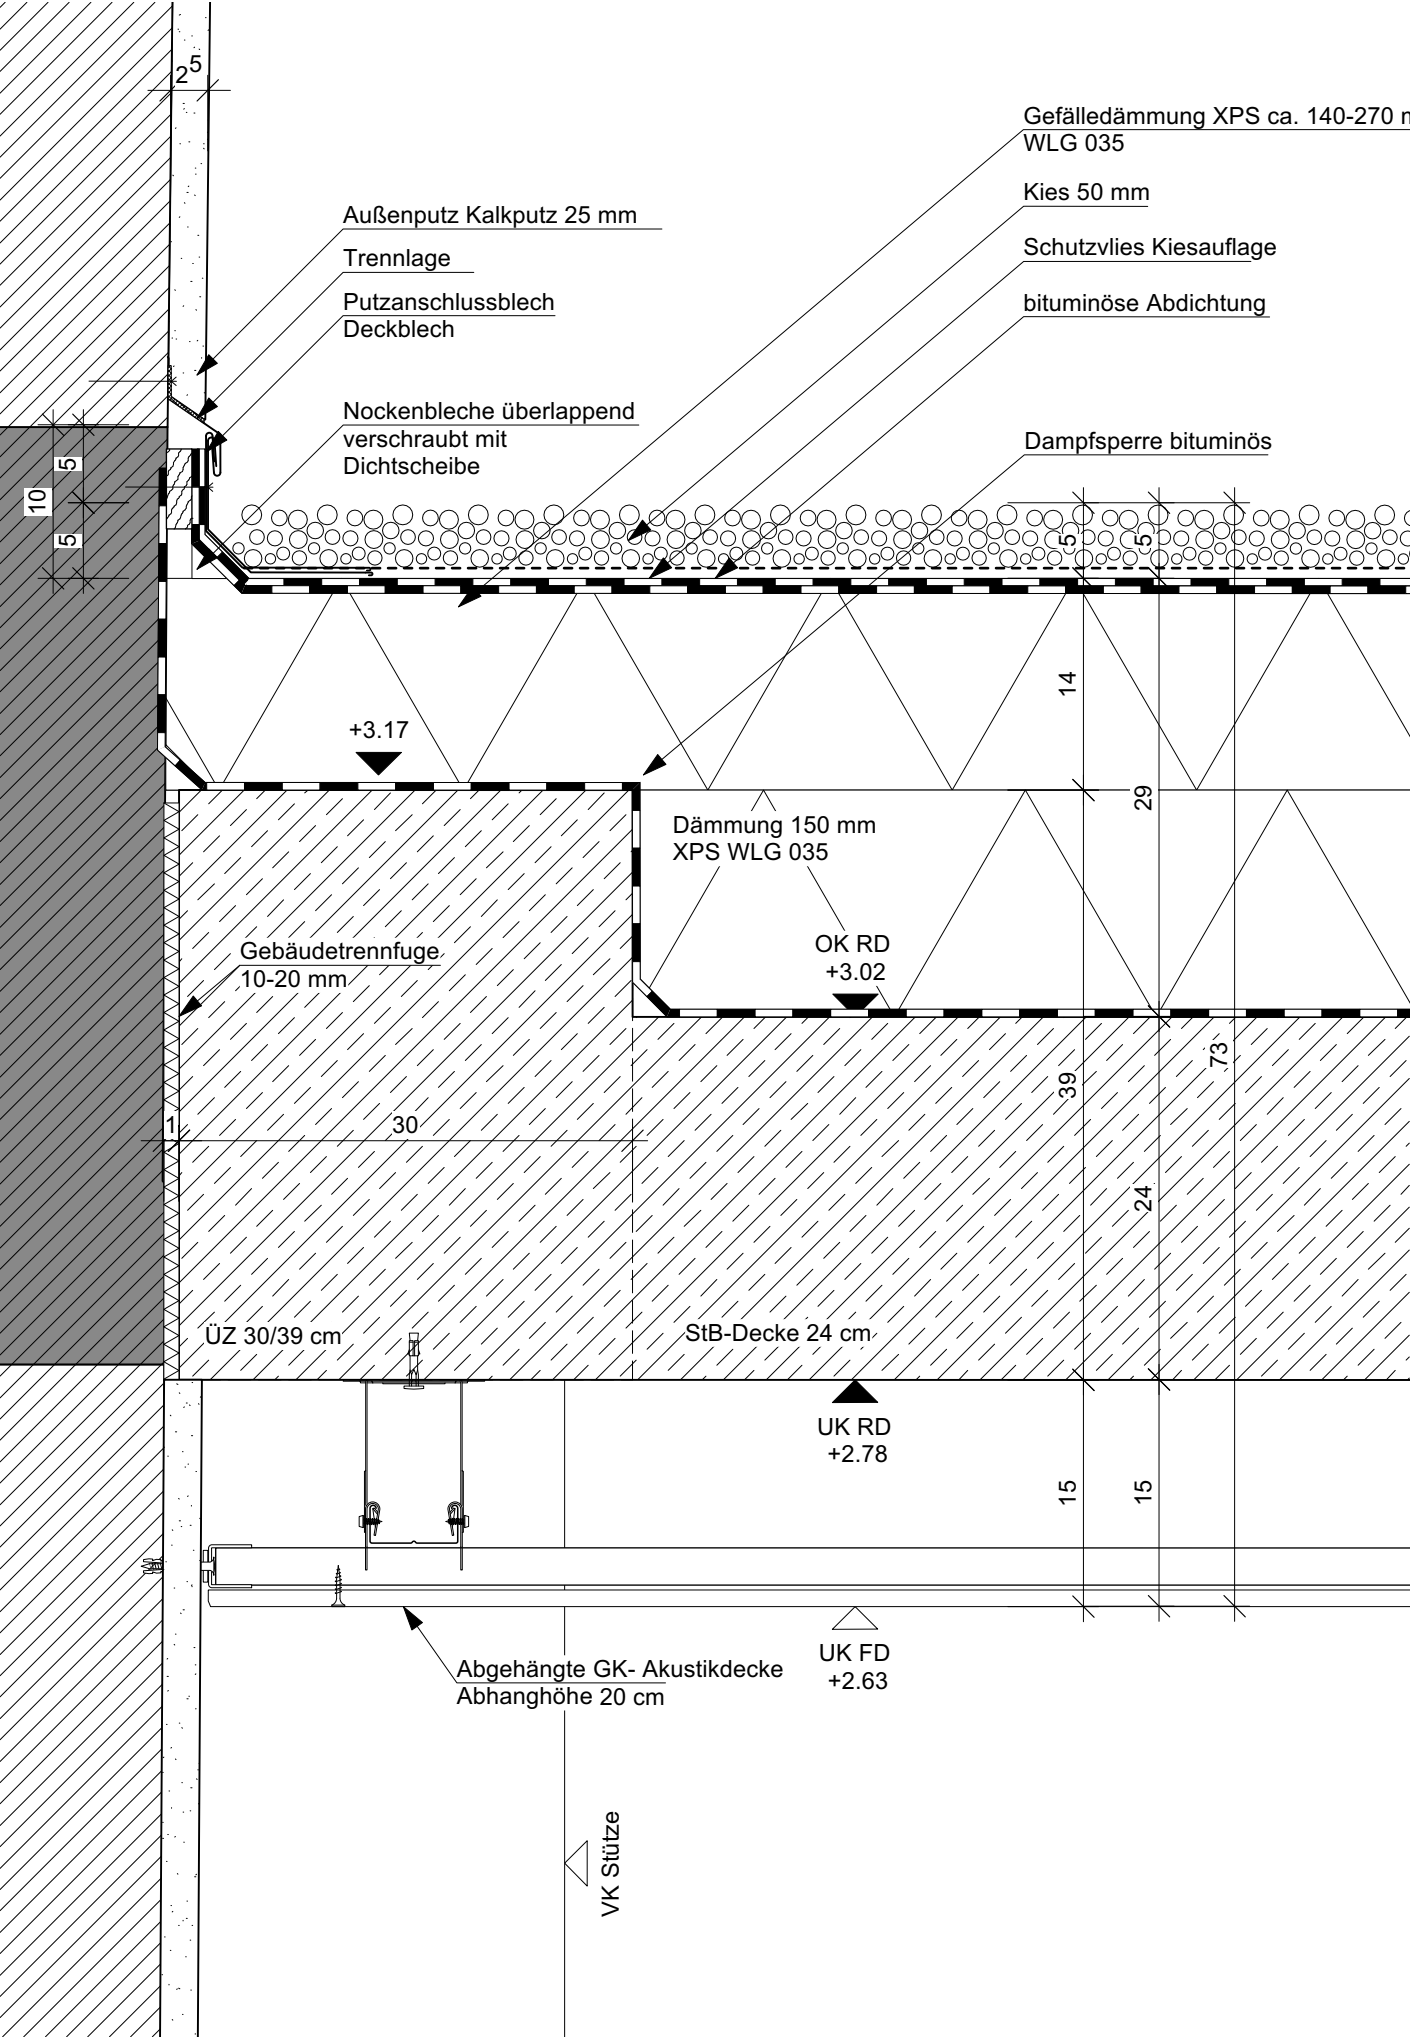 2⁵
Gefälledämmung XPS ca. 140-270
WLG 035
Kies 50 mm
Schutzvlies Kiesauflage
bituminöse Abdichtung
Außenputz Kalkputz 25 mm
Trennlage
Putzanschlussblech
Deckblech
Nockenbleche überlappend
verschraubt mit
Dichtscheibe
Dampfsperre bituminös
10
5
5
5
5
14
29
+3.17
Dämmung 150 mm
XPS WLG 035
OK RD
+3.02
Gebäudetrennfuge
10-20 mm
73
39
1
30
24
ÜZ 30/39 cm
StB-Decke 24 cm
UK RD
+2.78
15
15
UK FD
+2.63
Abgehängte GK- Akustikdecke
Abhanghöhe 20 cm
VK Stütze